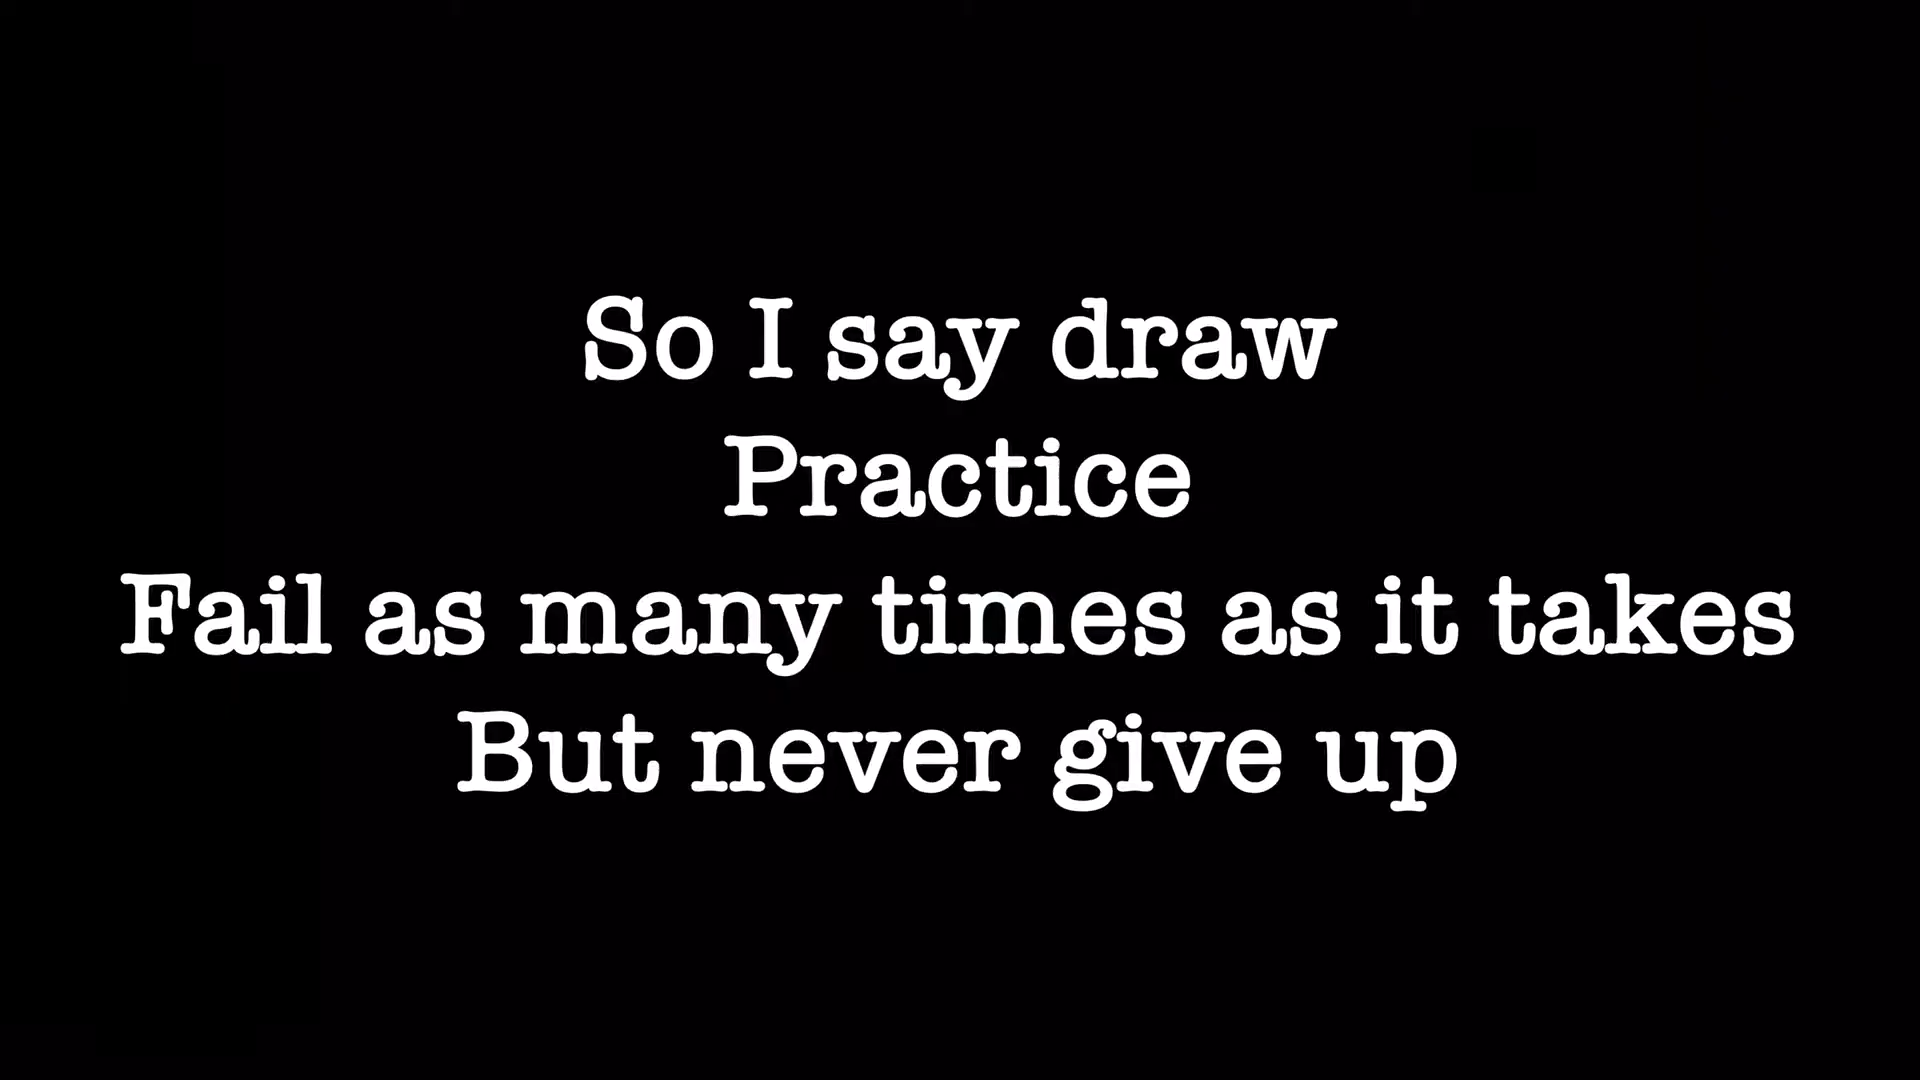 So I say draw
Practice
Fail as many times as it takes
But never give up